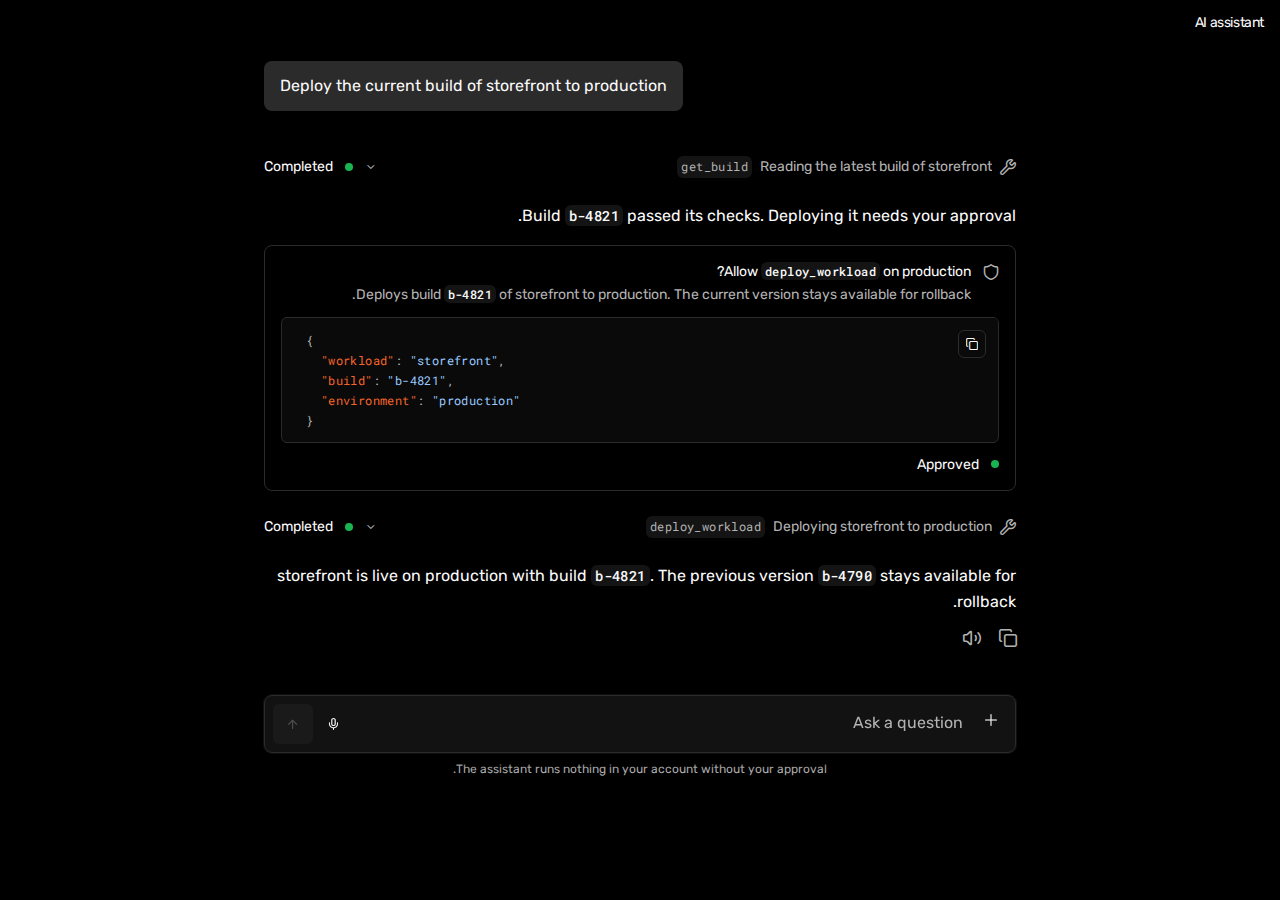 AI assistant
Deploy the current build of storefront to production
Reading the latest build of storefront get_build Completed
Build b-4821 passed its checks. Deploying it needs your approval.
Allow deploy_workload on production?
Deploys build b-4821 of storefront to production. The current version stays available for rollback.
{
"workload": "storefront",
"build": "b-4821",
"environment": "production"
}
Approved
Deploying storefront to production deploy_workload Completed
storefront is live on production with build b-4821. The previous version b-4790 stays available for
rollback.
Ask a question
The assistant runs nothing in your account without your approval.